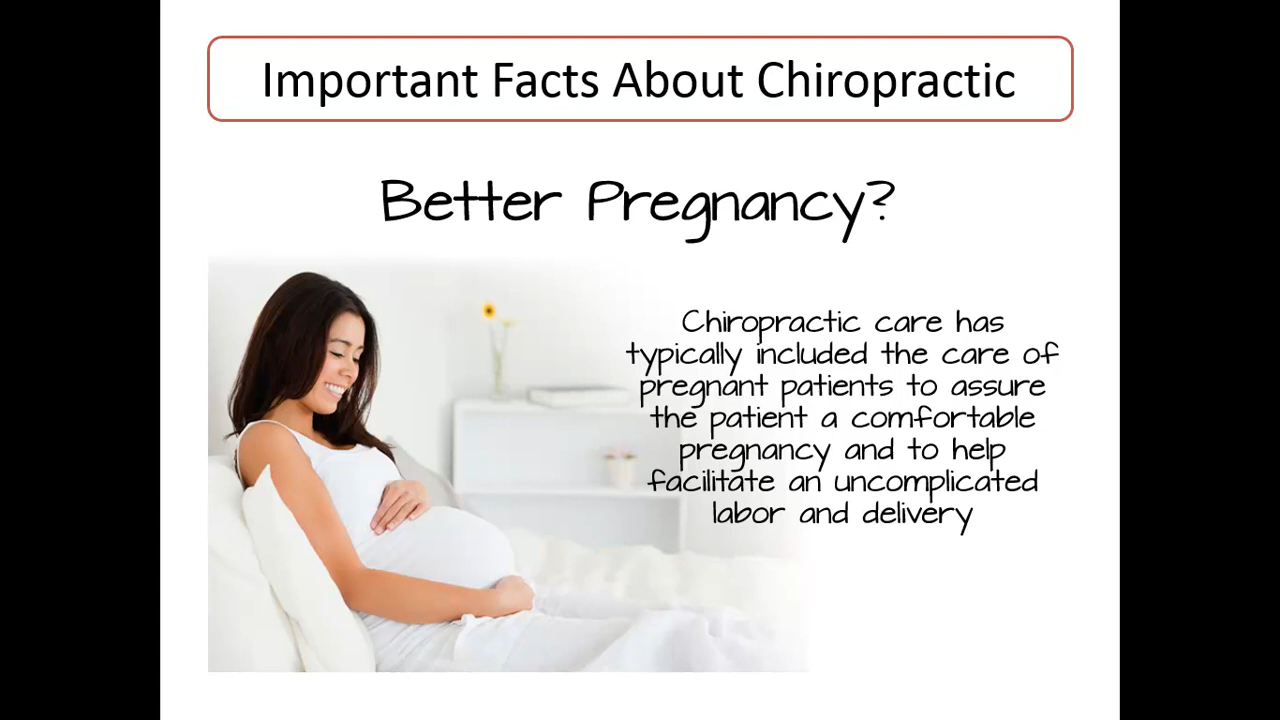 Important Facts About Chiropractic
Better Pregnancy?
Chiropractic care has
typically included the care of
pregnant patients to assure
the patient a comfortable
pregnancy and to help
facilitate an uncomplicated
labor and delivery